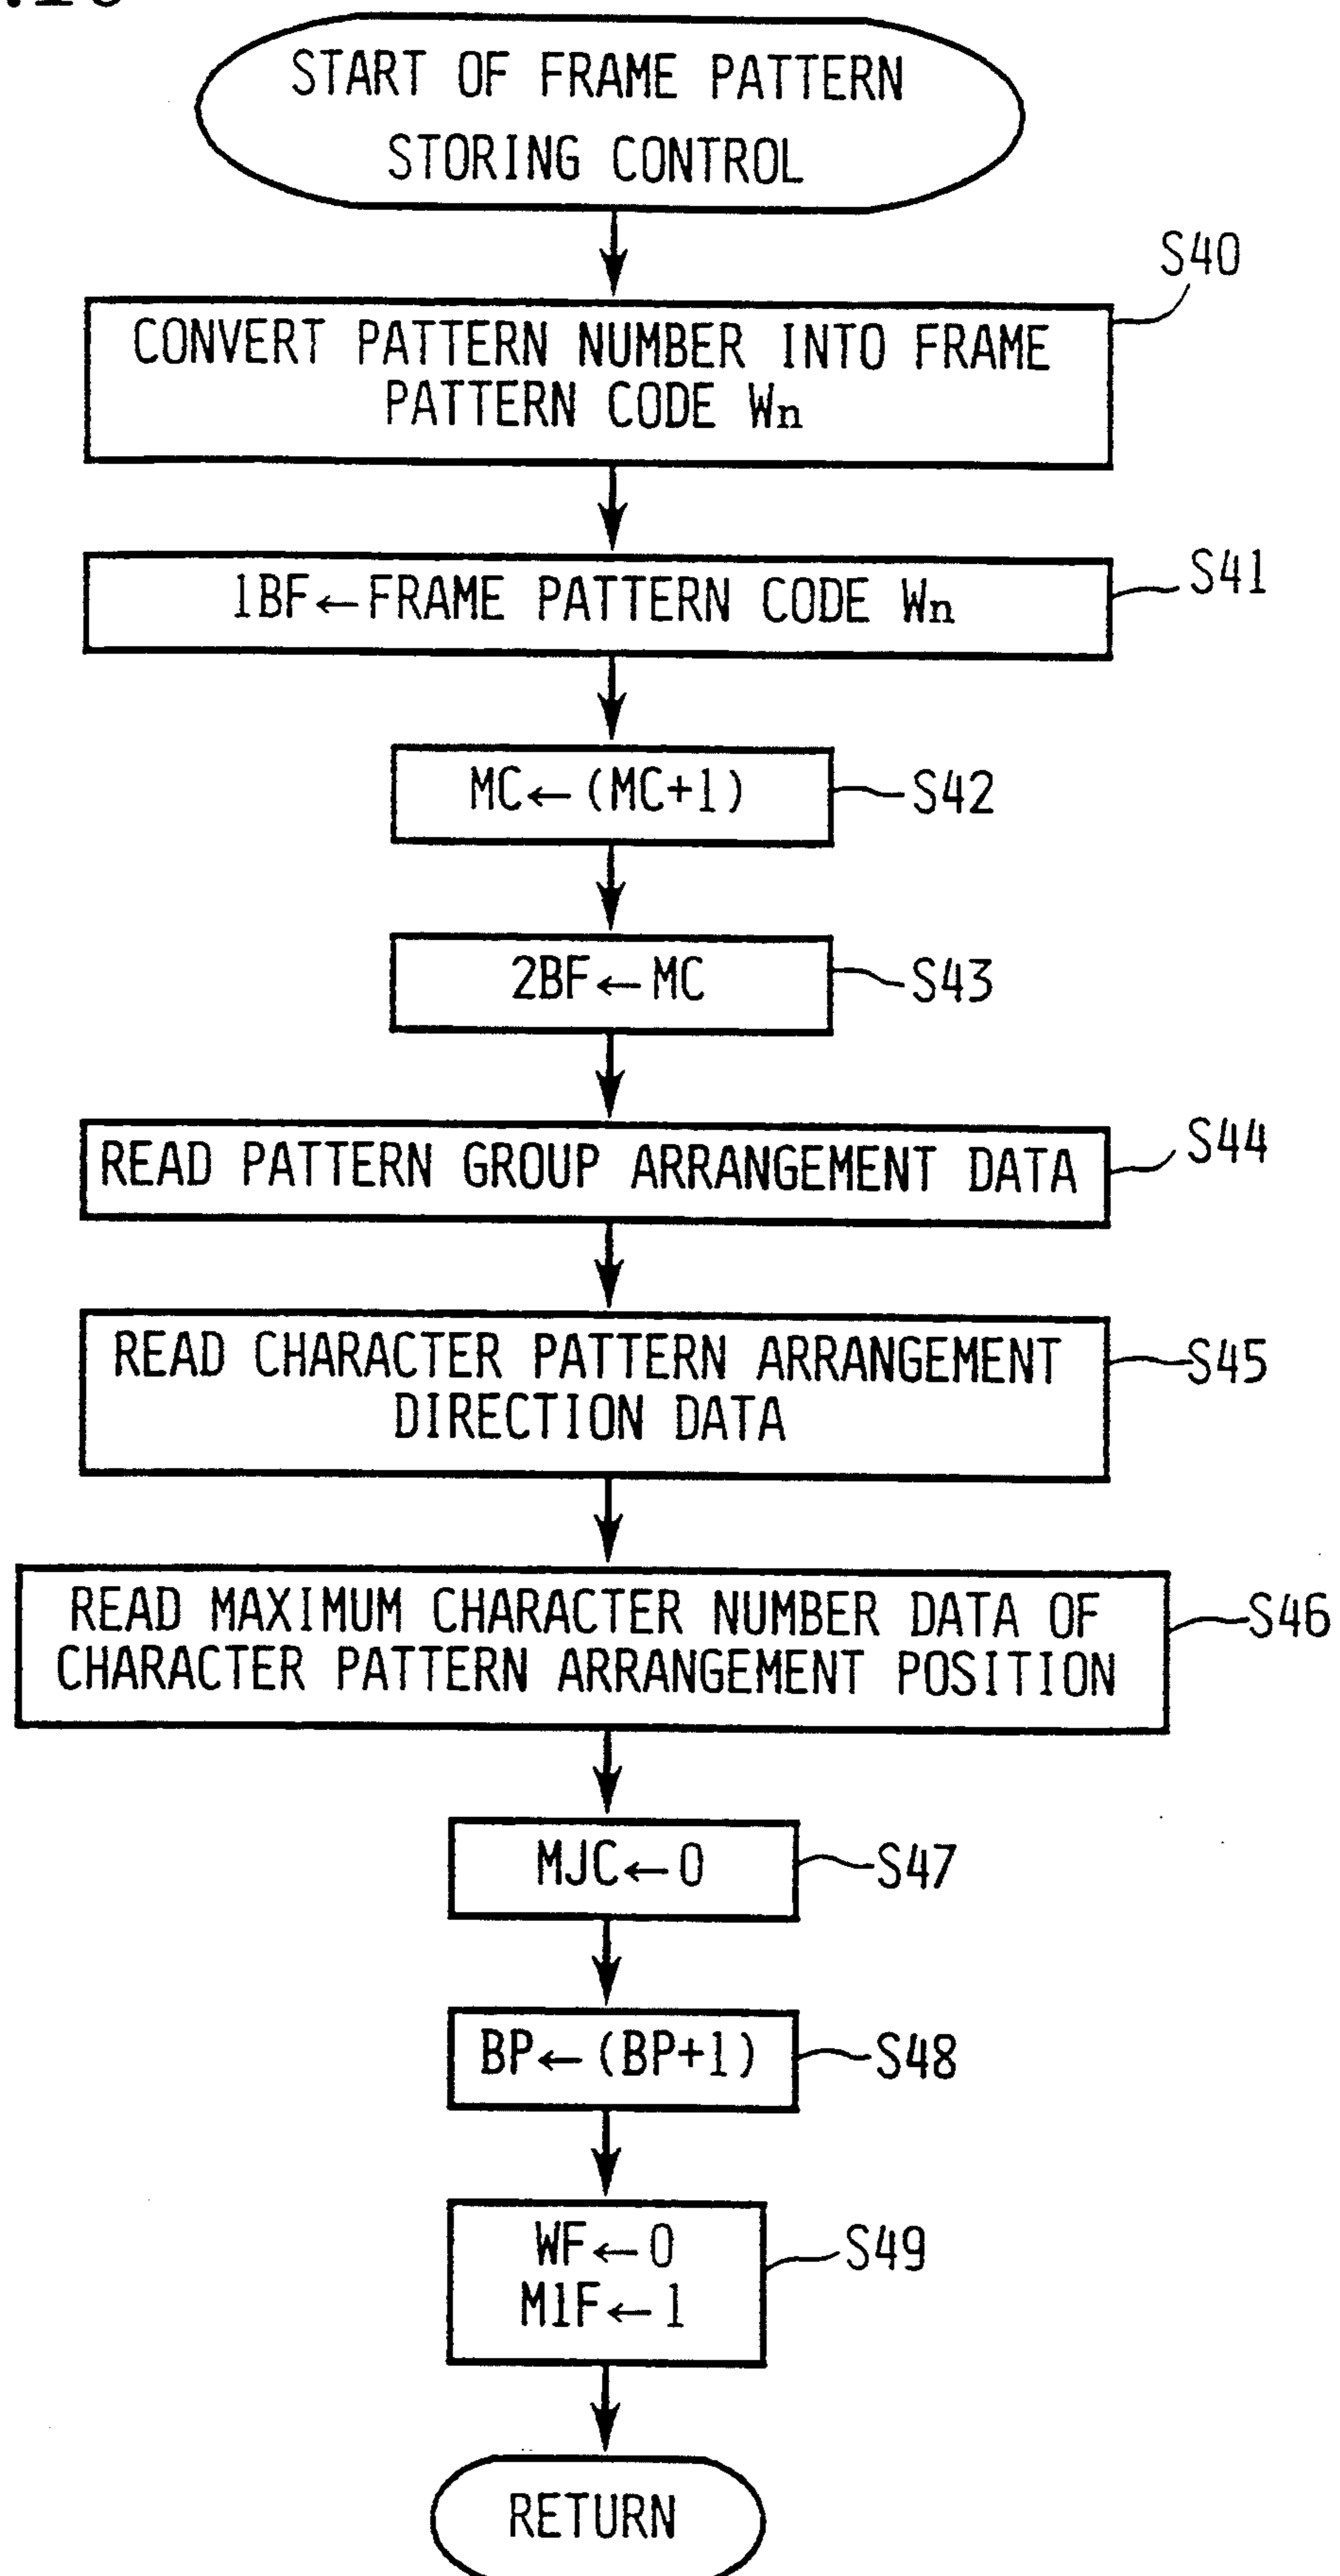 START OF FRAME PATTERN
STORING CONTROL
S40
CONVERT PATTERN NUMBER INTO FRAME
PATTERN CODE Wn
S41
1BF←FRAME PATTERN CODE Wn
MC←(MC+1)
S42
2BF←MC
S43
READ PATTERN GROUP ARRANGEMENT DATA
S44
READ CHARACTER PATTERN ARRANGEMENT
DIRECTION DATA
S45
READ MAXIMUM CHARACTER NUMBER DATA OF
CHARACTER PATTERN ARRANGEMENT POSITION
S46
MJC←0
S47
BP←(BP+1)
S48
WF←0
M1F←1
S49
RETURN